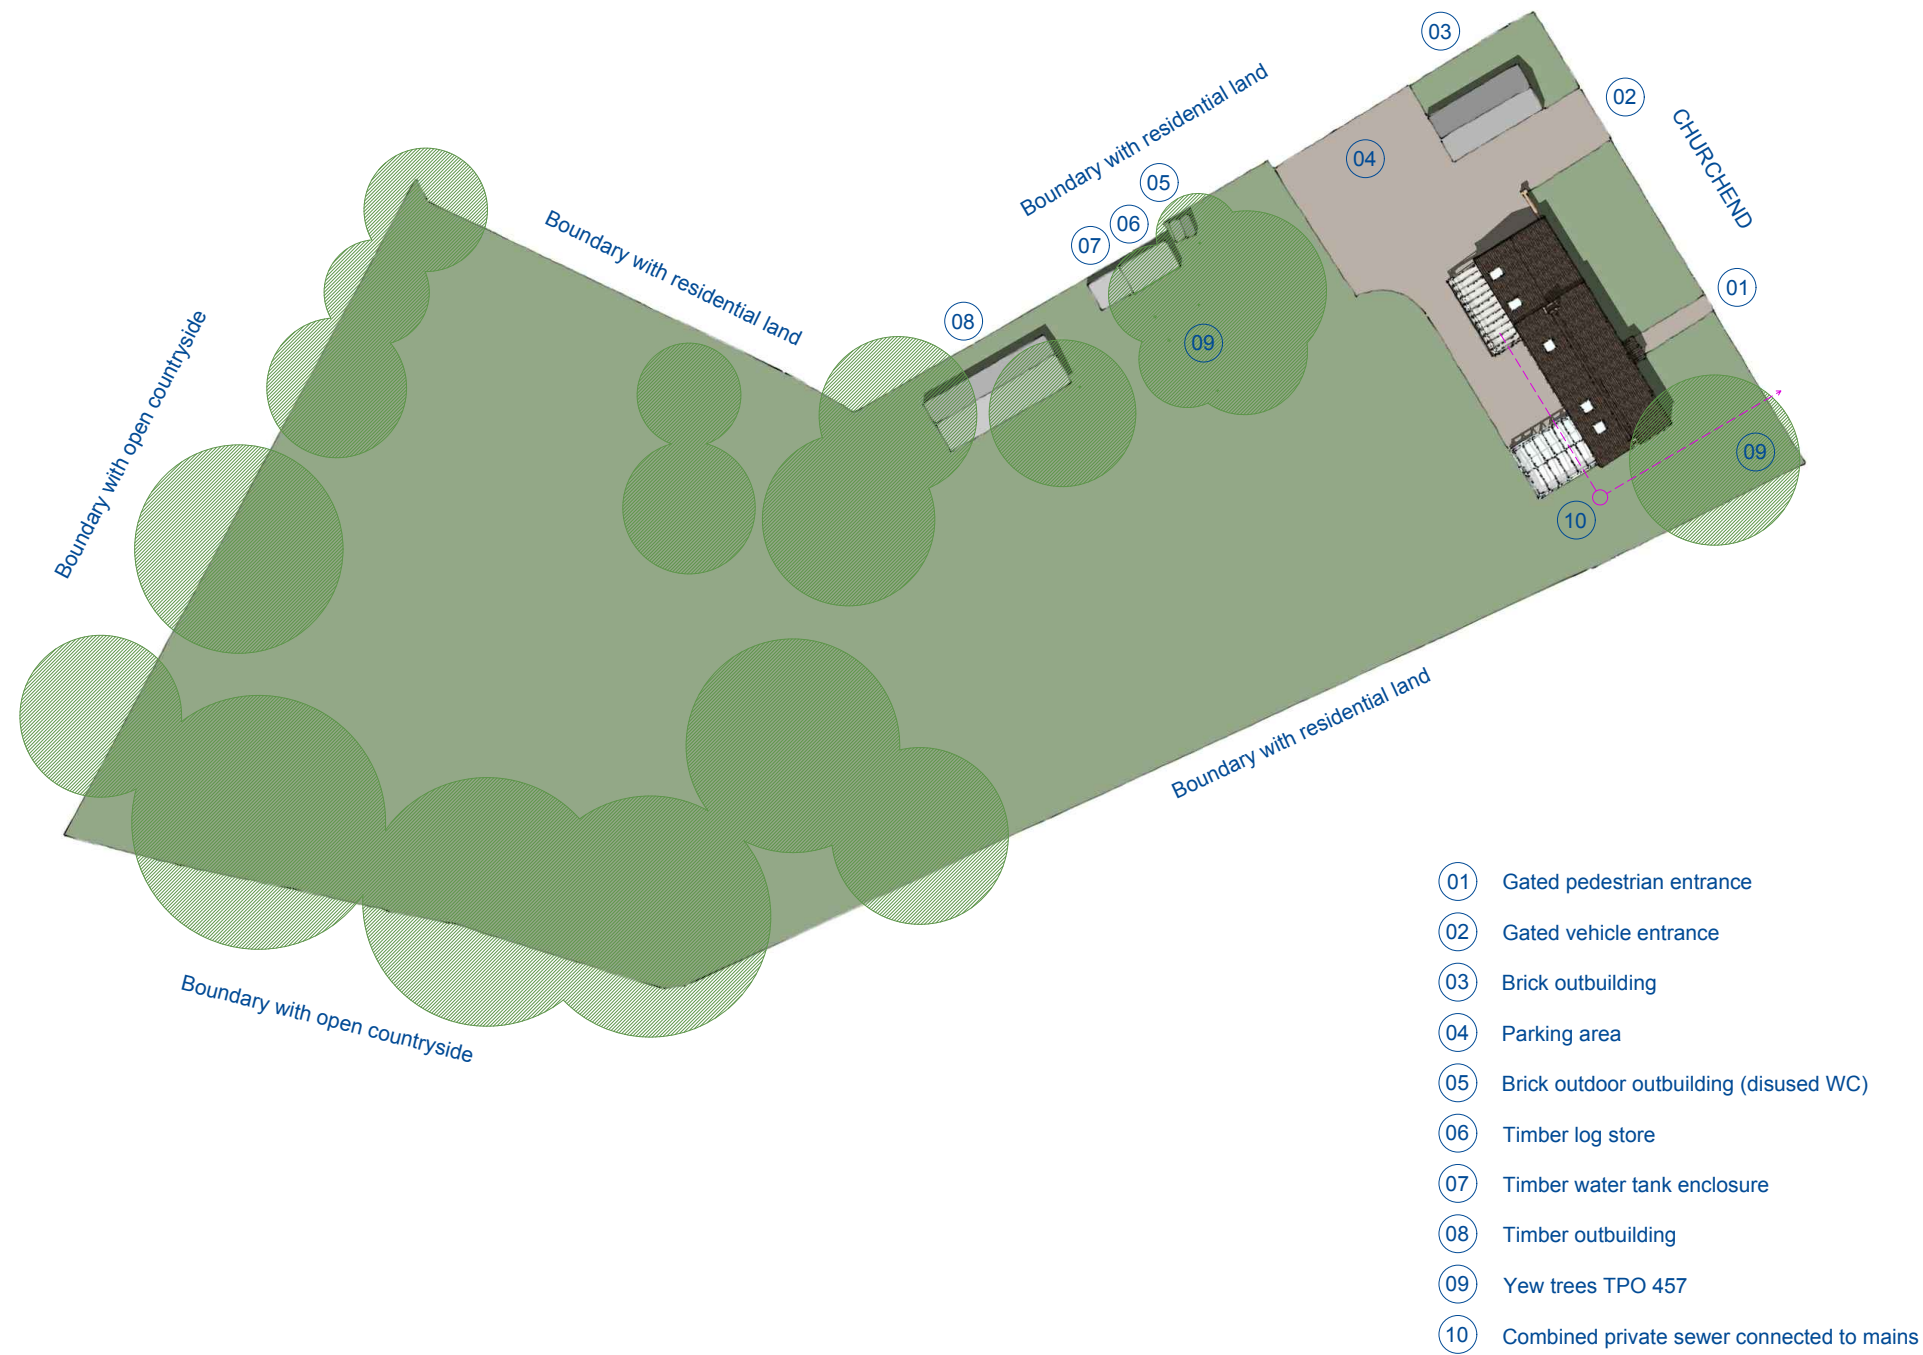 03
02
CHURCHEND
Boundary with residential land
04
05
06
07
Boundary with residential land
08
01
09
09
10
Boundary with open countryside
Boundary with residential land
Boundary with open countryside
01 Gated pedestrian entrance
02 Gated vehicle entrance
03 Brick outbuilding
04 Parking area
05 Brick outdoor outbuilding (disused WC)
06 Timber log store
07 Timber water tank enclosure
08 Timber outbuilding
09 Yew trees TPO 457
10 Combined private sewer connected to mains